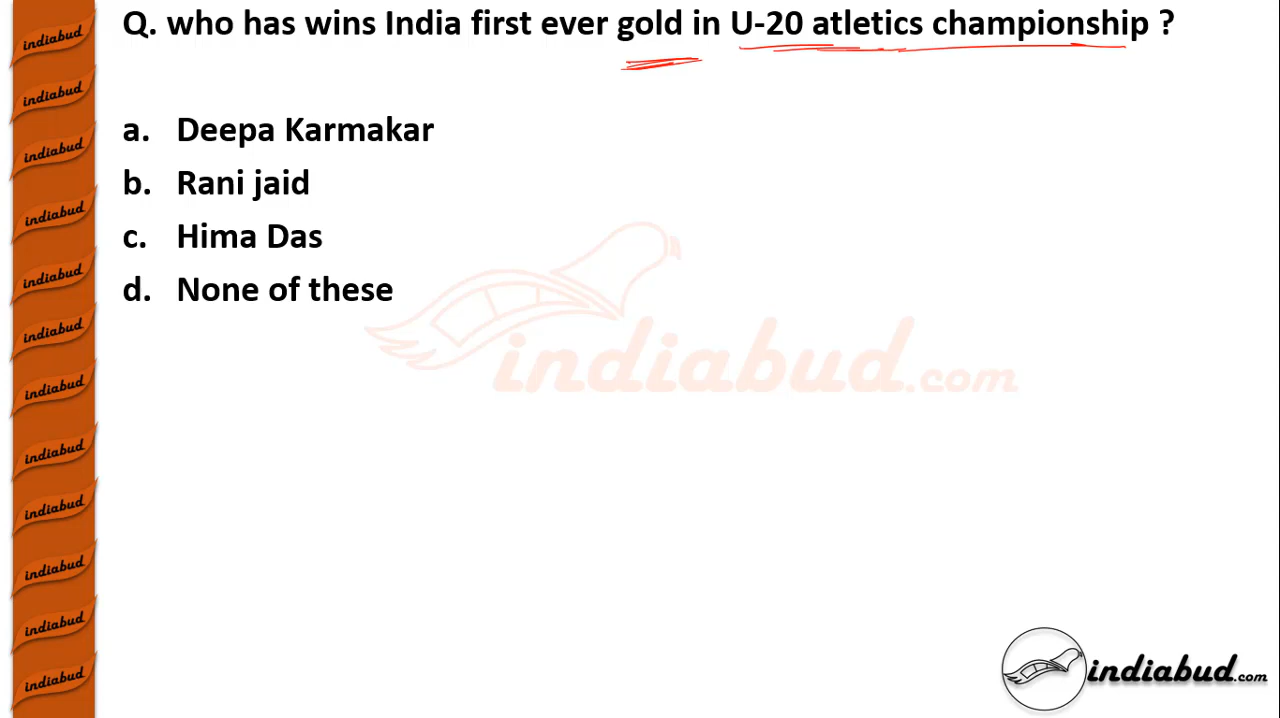 Q. who has wins India first ever gold in U-20 atletics championship ?
a. Deepa Karmakar
b. Rani jaid
c. Hima Das
d. None of these
indiabud.com
indiabud.com
indiabud
indiabud
indiabud
indiabud
indiabud
indiabud
indiabud
indiabud
indiabud
indiabud
indiabud
indiabud